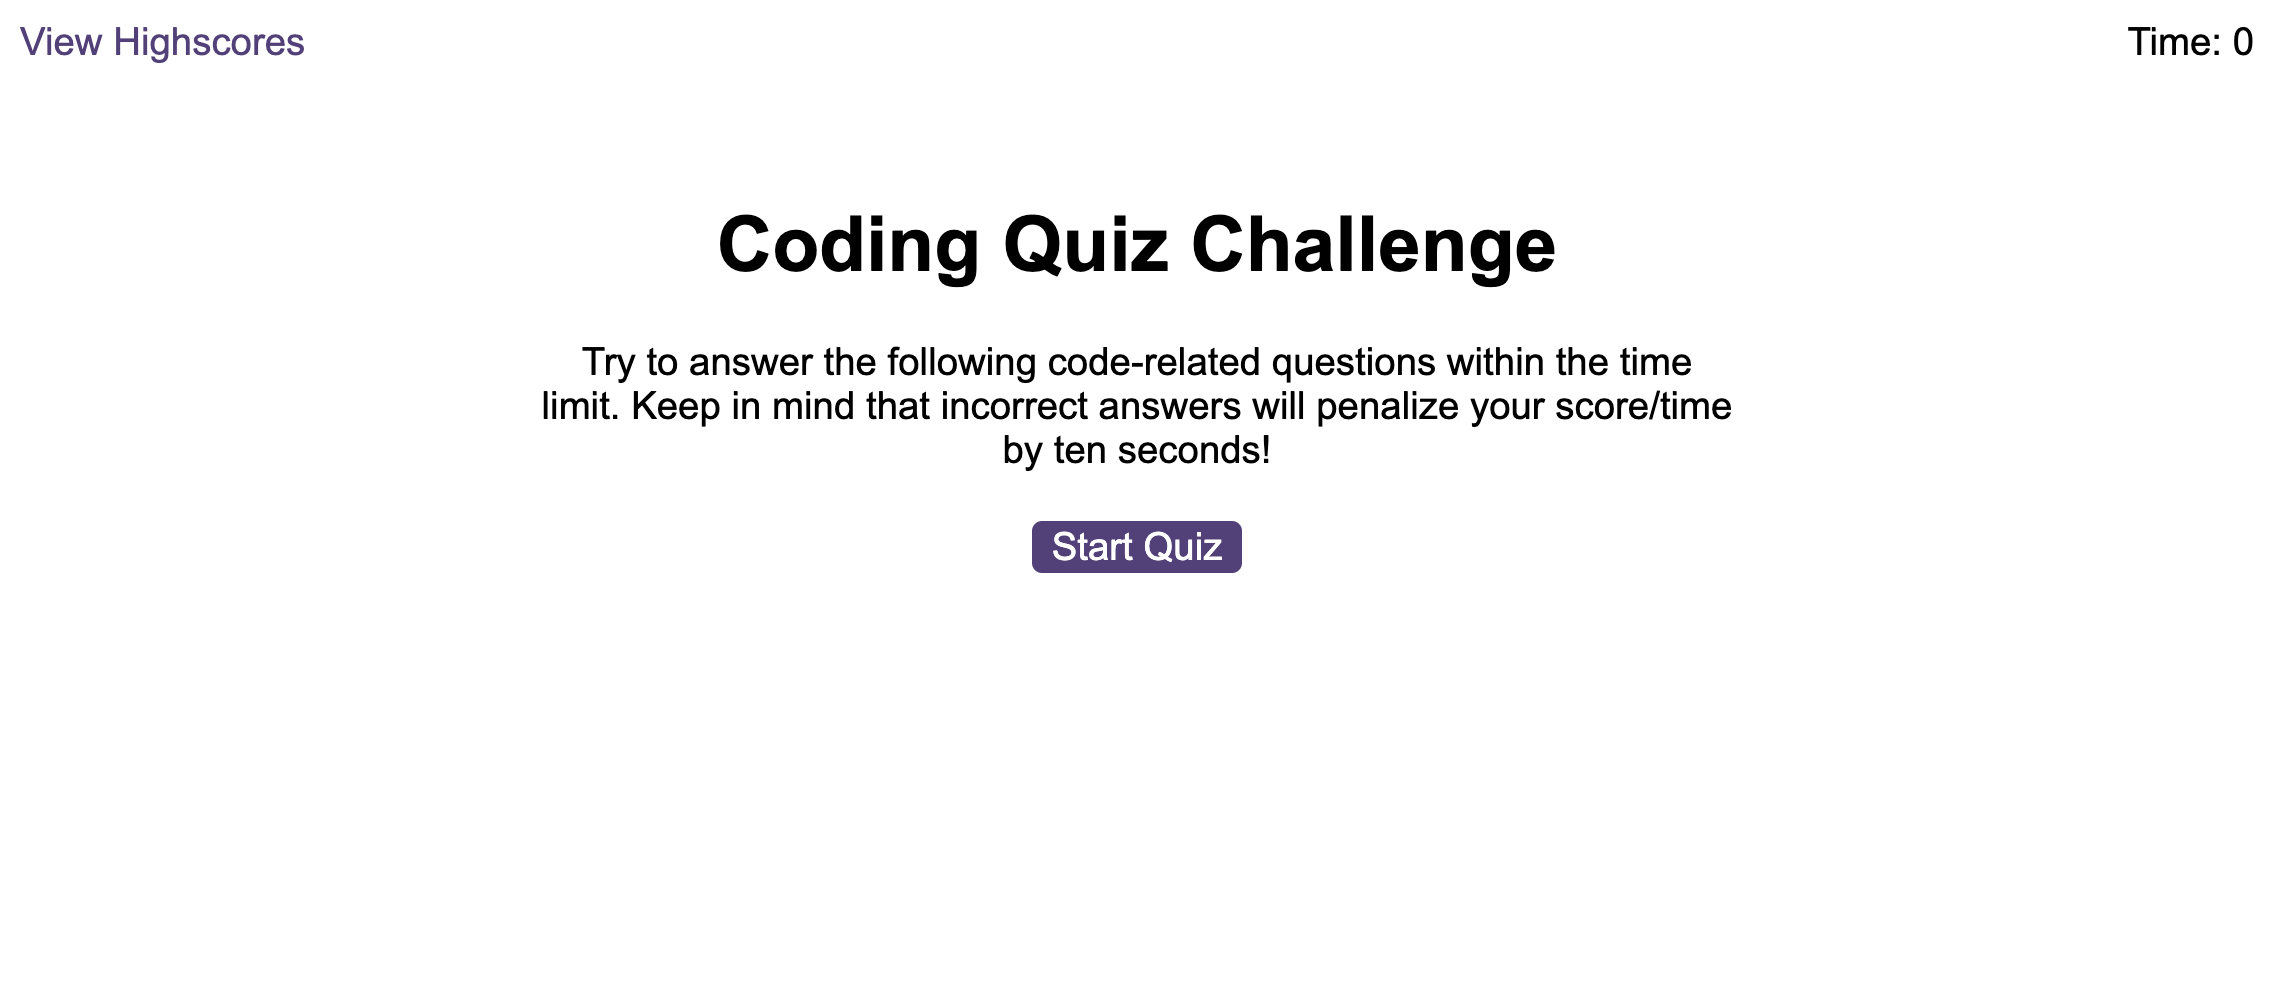 View Highscores
Time: 0
Coding Quiz Challenge
Try to answer the following code-related questions within the time
limit. Keep in mind that incorrect answers will penalize your score/time
by ten seconds!
Start Quiz